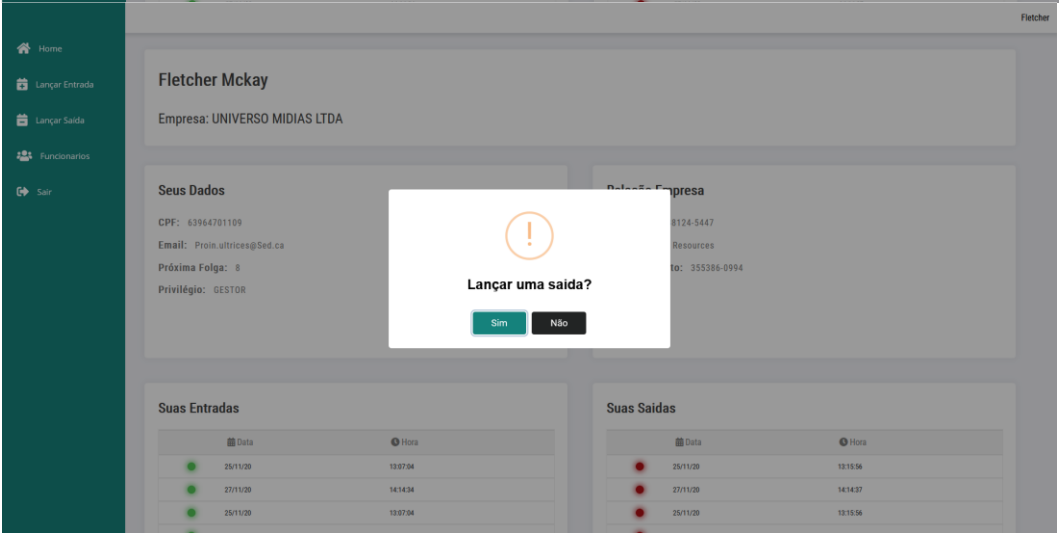 Fletcher
Home
Lançar Entrada
Lançar Saida
Funcionarios
Sair
Fletcher Mckay
Empresa: UNIVERSO MIDIAS LTDA
Seus Dados
CPF: 63964701109
Email: Proin.ultrices@Sed.ca
Próxima Folga: 8
Privilégio: GESTOR
Empresa
8124-5447
Resources
355386-0994
!
Lançar uma saida?
Sim Não
Suas Entradas
Data Hora
25/11/20 13:07:04
27/11/20 14:14:34
25/11/20 13:07:04
Suas Saidas
Data Hora
25/11/20 13:15:56
27/11/20 14:14:37
25/11/20 13:15:56